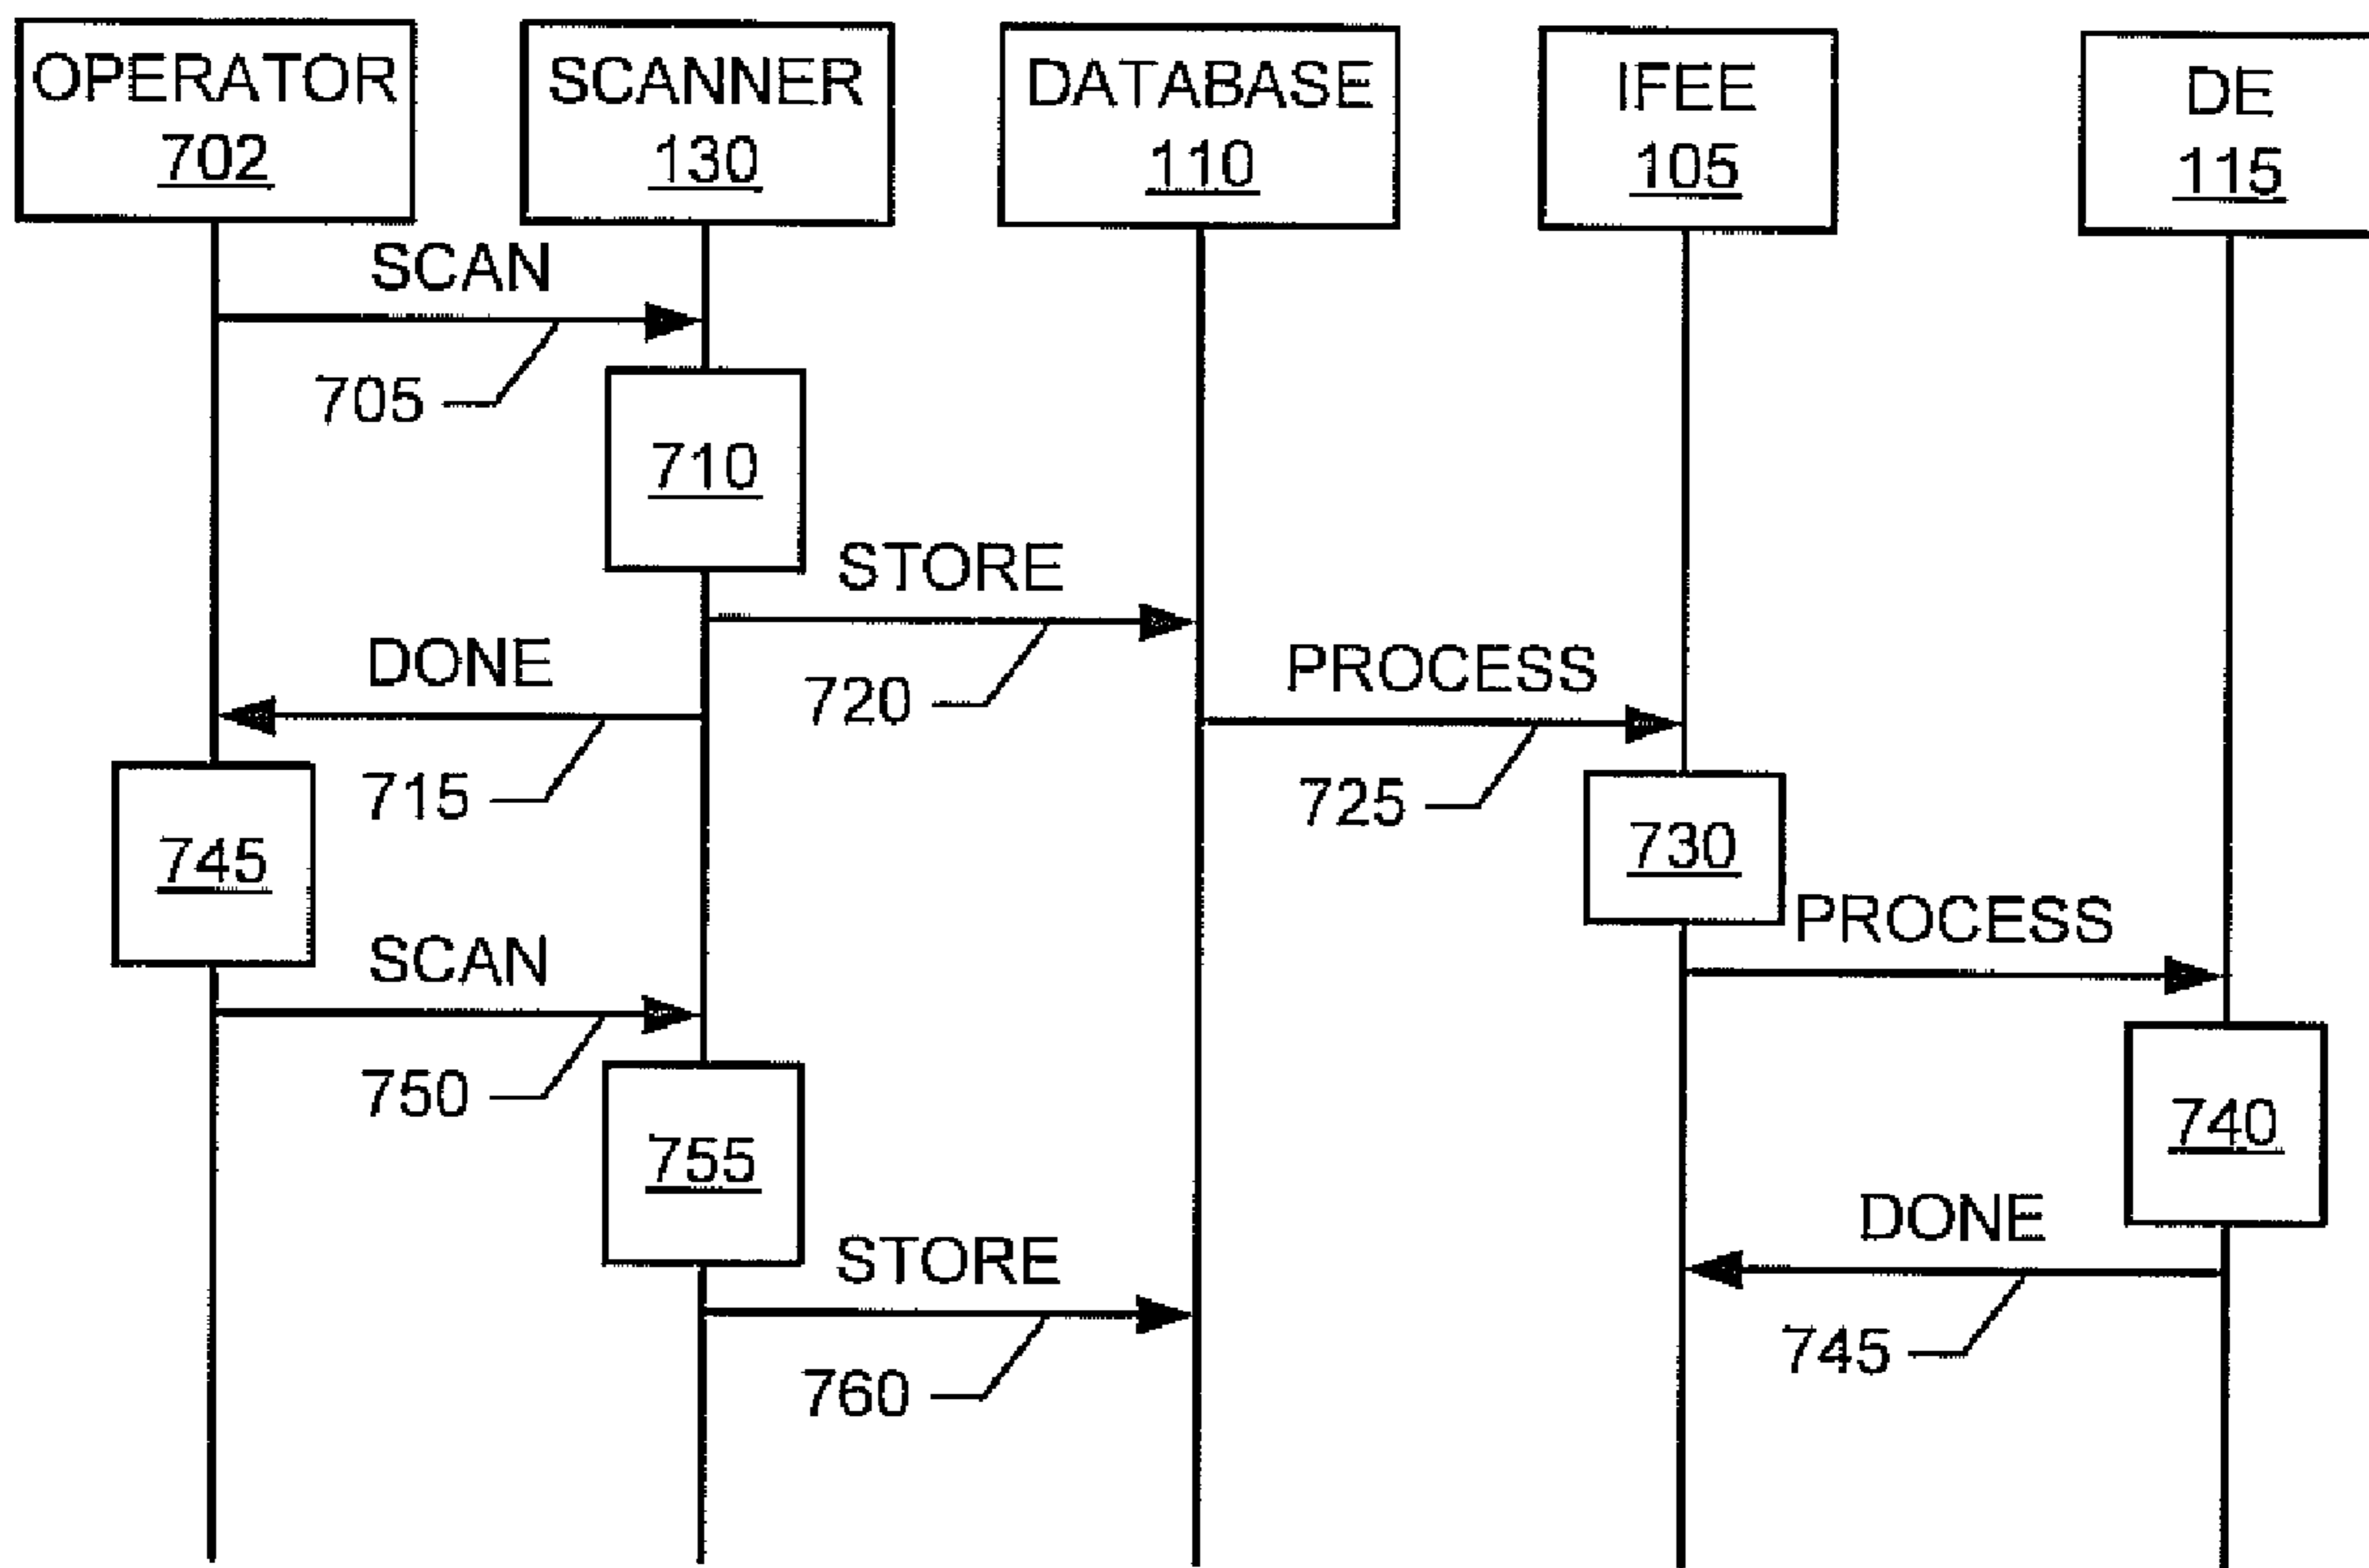 OPERATOR
702
SCANNER
130
DATABASE
110
IFEE
105
DE
115
SCAN
705
710
STORE
720
DONE
715
PROCESS
725
745
730
SCAN
750
PROCESS
755
740
STORE
760
DONE
745